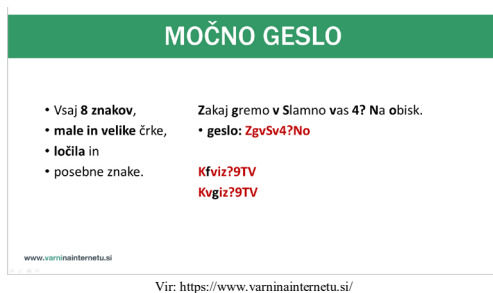 MOČNO GESLO
• Vsaj 8 znakov,
• male in velike črke,
• ločila in
• posebne znake.
Zakaj gremo v Slamno vas 4? Na obisk.
• geslo: ZgvSv4?No
Kfviz?9TV
Kvgiz?9TV
www.varninainternetu.si
Vir: https://www.varninainternetu.si/